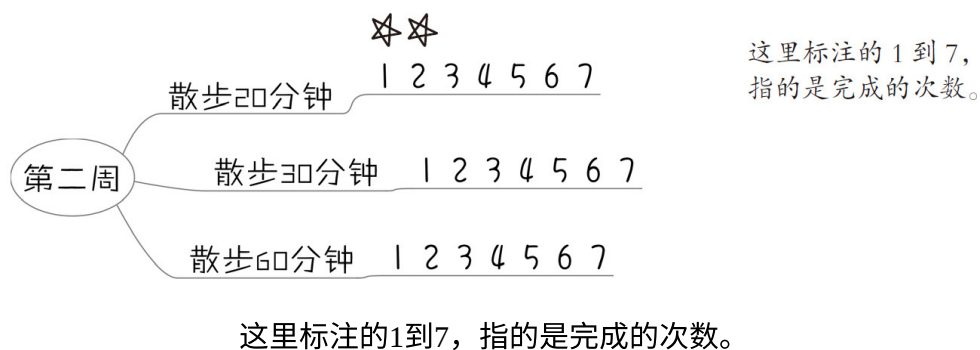 1 2 3 4 5 6 7
散步20分钟
第二周
散步30分钟
1 2 3 4 5 6 7
散步60分钟
1 2 3 4 5 6 7
这里标注的 1 到 7，
指的是完成的次数。
这里标注的1到7，指的是完成的次数。